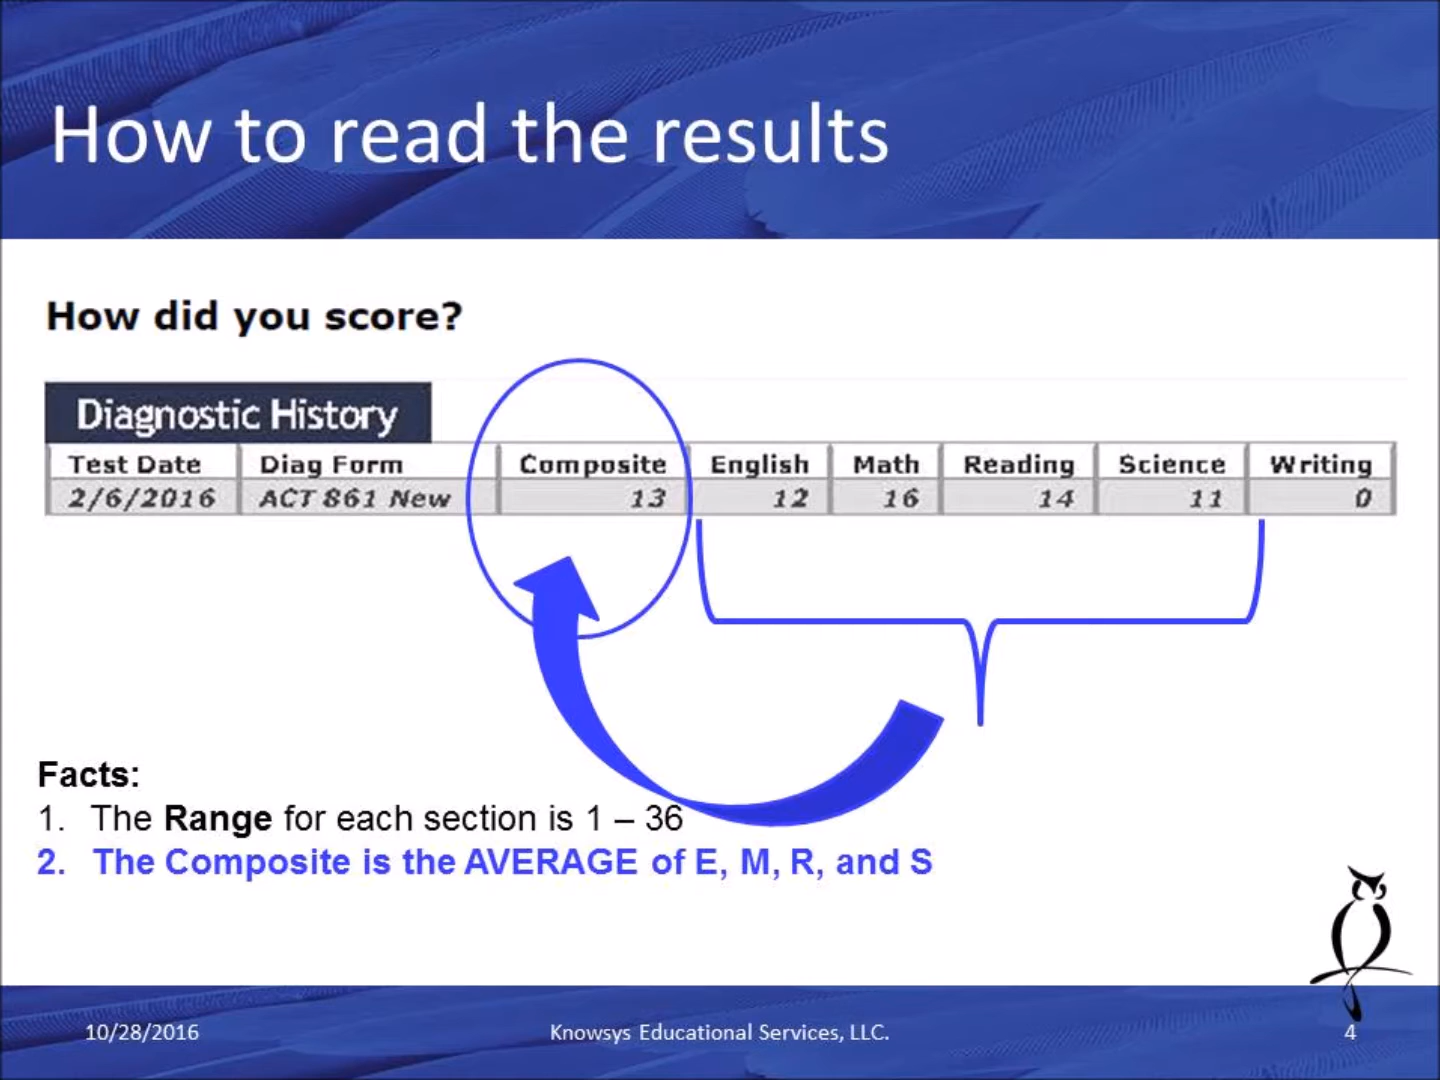 How to read the results
How did you score?
Diagnostic History
Test Date Diag Form Composite English Math Reading Science Writing
2/6/2016 ACT 861 New 13 12 16 14 11 0
Facts:
1. The Range for each section is 1 – 36
2. The Composite is the AVERAGE of E, M, R, and S
10/28/2016 Knowsys Educational Services, LLC. 4